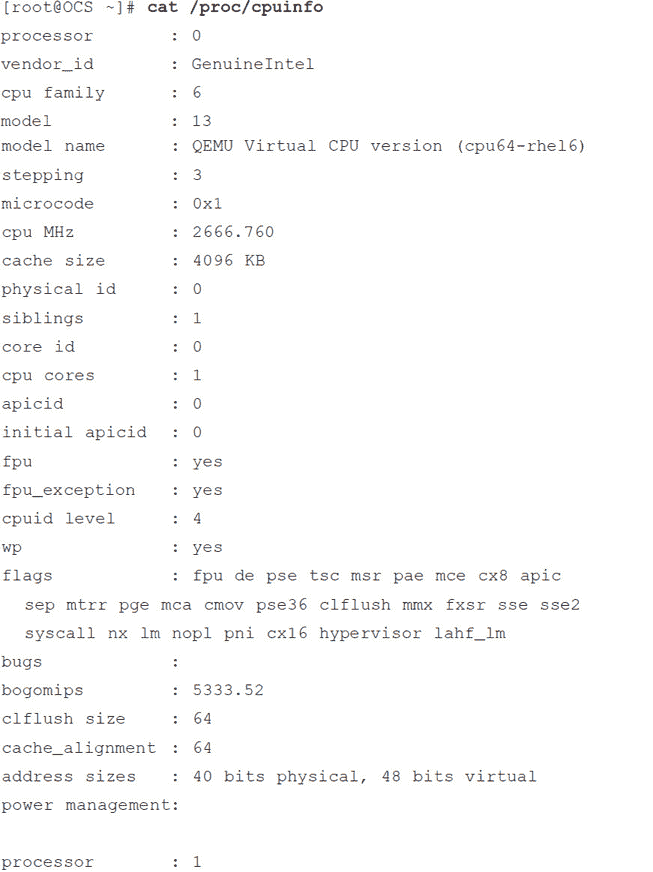 [root@OCS ~]# cat /proc/cpuinfo
processor : 0
vendor_id : GenuineIntel
cpu family : 6
model : 13
model name : QEMU Virtual CPU version (cpu64-rhel6)
stepping : 3
microcode : 0x1
cpu MHz : 2666.760
cache size : 4096 KB
physical id : 0
siblings : 1
core id : 0
cpu cores : 1
apicid : 0
initial apicid : 0
fpu : yes
fpu_exception : yes
cpuid level : 4
wp : yes
flags : fpu de pse tsc msr pae mce cx8 apic
sep mtrr pge mca cmov pse36 clflush mmx fxsr sse sse2
syscall nx lm nopl pni cx16 hypervisor lahf_lm
bugs :
bogomips : 5333.52
clflush size : 64
cache_alignment : 64
address sizes : 40 bits physical, 48 bits virtual
power management:
processor : 1